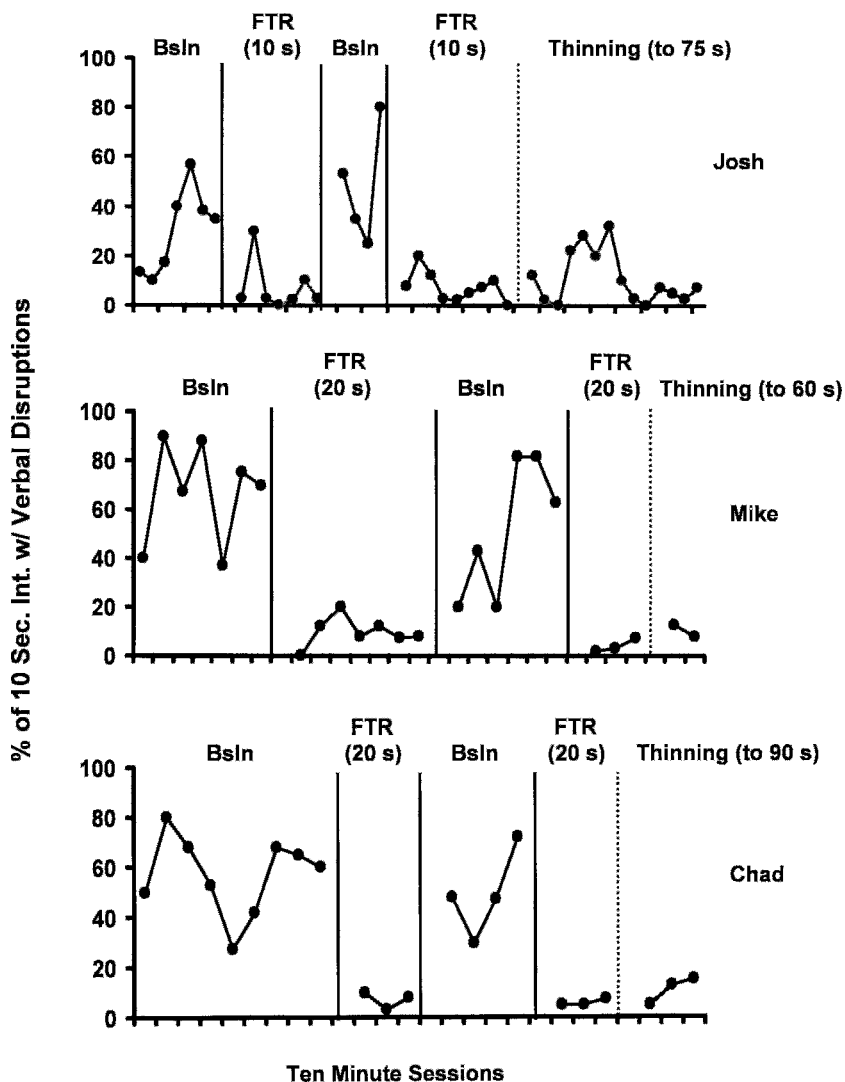 % of 10 Sec. Int. w/ Verbal Disruptions
FTR FTR
Bsln (10 s) Bsln (10 s) Thinning (to 75 s)
100
80
60
40
20
0
Josh
FTR FTR
Bsln (20 s) Bsln (20 s) Thinning (to 60 s)
100
80
60
40
20
0
Mike
FTR FTR
Bsln (20 s) Bsln (20 s) Thinning (to 90 s)
100
80
60
40
20
0
Chad
Ten Minute Sessions